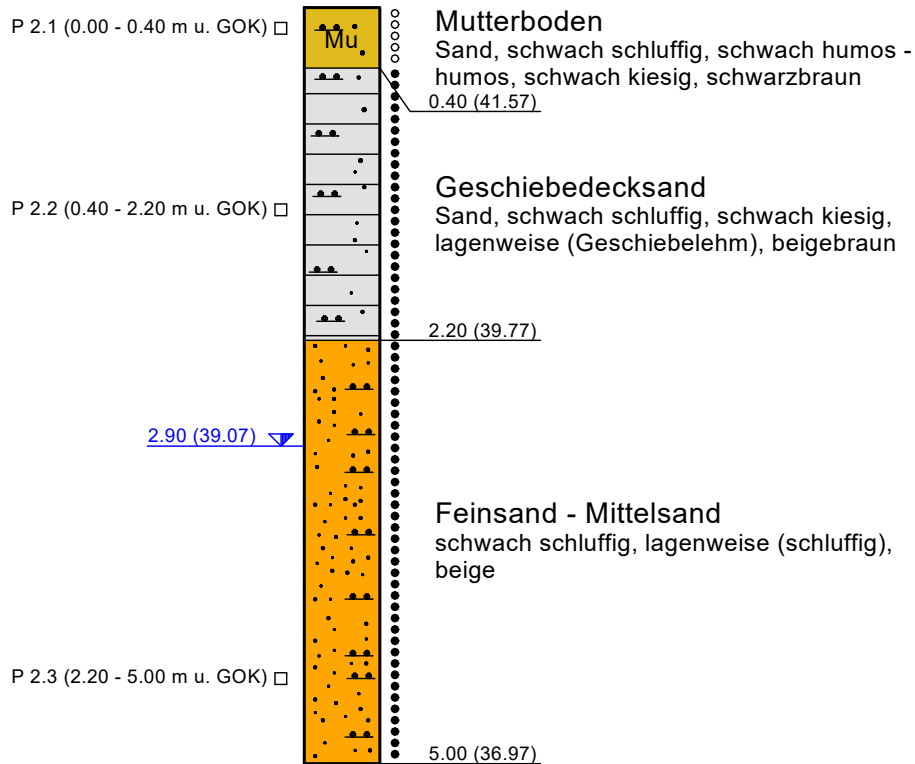 P 2.1 (0.00 - 0.40 m u. GOK)
Mu
Mutterboden
Sand, schwach schluffig, schwach humos -
humos, schwach kiesig, schwarzbraun
0.40 (41.57)
P 2.2 (0.40 - 2.20 m u. GOK)
Geschiebedecksand
Sand, schwach schluffig, schwach kiesig,
lagenweise (Geschiebelehm), beigebraun
2.20 (39.77)
2.90 (39.07)
Feinsand - Mittelsand
schwach schluffig, lagenweise (schluffig),
beige
P 2.3 (2.20 - 5.00 m u. GOK)
5.00 (36.97)